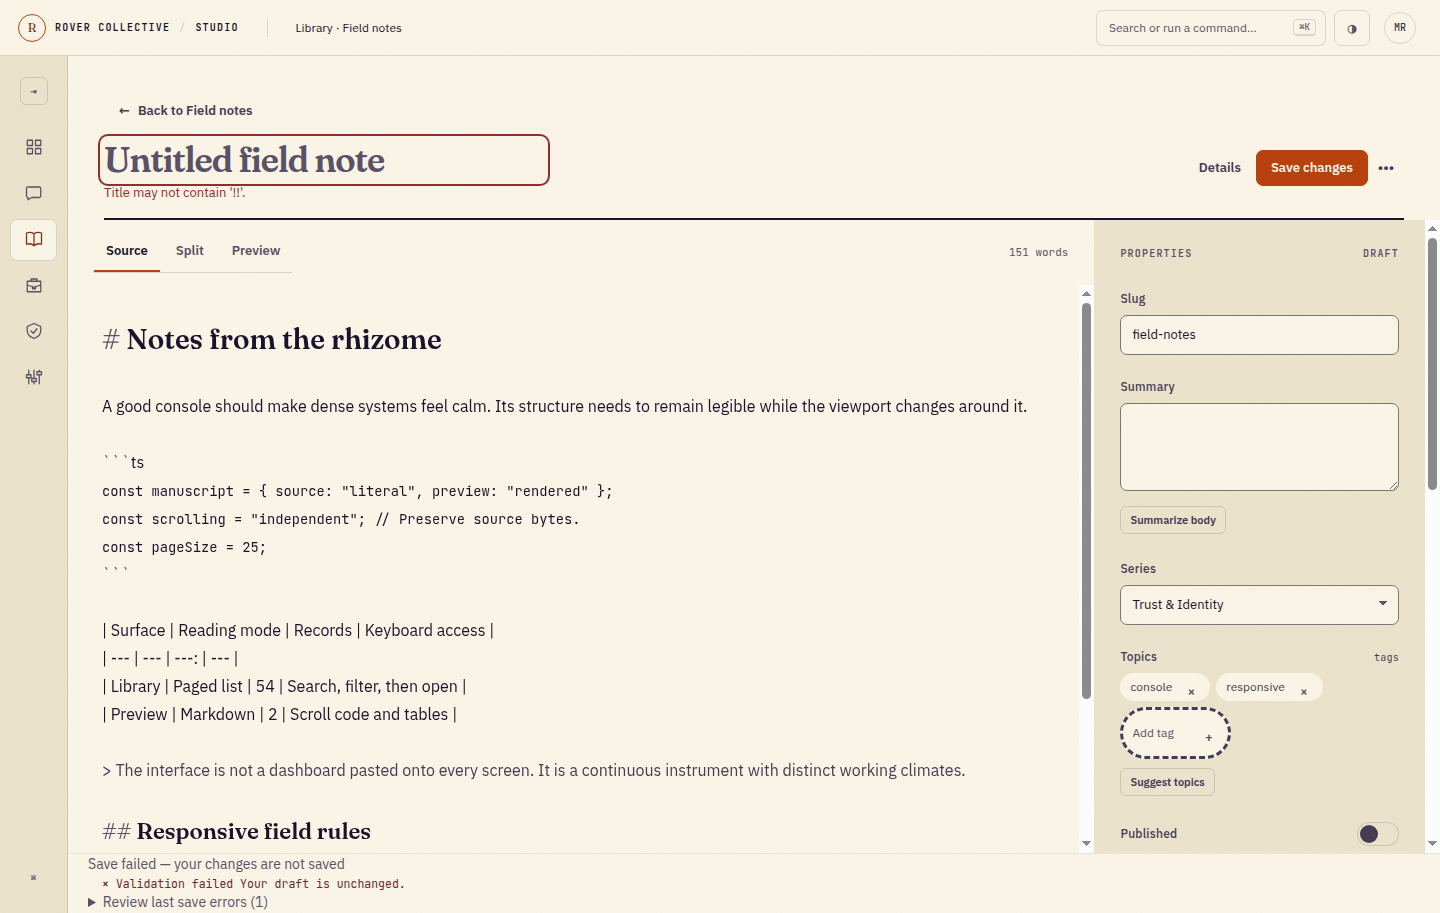 R ROVER COLLECTIVE / STUDIO Library · Field notes Search or run a command... ⌘K MR
← Back to Field notes
Untitled field note
Title may not contain '!!'.
Details Save changes •••
Source Split Preview 151 words
# Notes from the rhizome
A good console should make dense systems feel calm. Its structure needs to remain legible while the viewport changes around it.
```ts
const manuscript = { source: "literal", preview: "rendered" };
const scrolling = "independent"; // Preserve source bytes.
const pageSize = 25;
```
| Surface | Reading mode | Records | Keyboard access |
| --- | --- | ---: | --- |
| Library | Paged list | 54 | Search, filter, then open |
| Preview | Markdown | 2 | Scroll code and tables |
> The interface is not a dashboard pasted onto every screen. It is a continuous instrument with distinct working climates.
## Responsive field rules
PROPERTIES DRAFT
Slug
field-notes
Summary
Summarize body
Series
Trust & Identity
Topics tags
console × responsive ×
Add tag +
Suggest topics
Published
⌘
Save failed — your changes are not saved
× Validation failed Your draft is unchanged.
▶ Review last save errors (1)